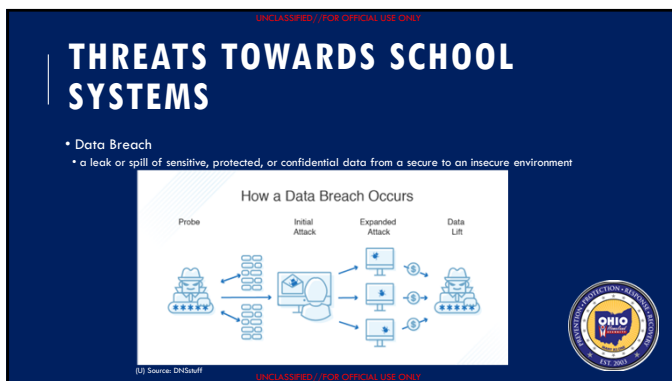 UNCLASSIFIED//FOR OFFICIAL USE ONLY
THREATS TOWARDS SCHOOL
SYSTEMS
• Data Breach
• a leak or spill of sensitive, protected, or confidential data from a secure to an insecure environment
How a Data Breach Occurs
Probe
Initial
Attack
Expanded
Attack
Data
Lift
*****
$
$
$
*****
PREVENTION • PROTECTION • RESPONSE • RECOVERY
OHIO
EST. 2003
(U) Source: DNSstuff
UNCLASSIFIED//FOR OFFICIAL USE ONLY